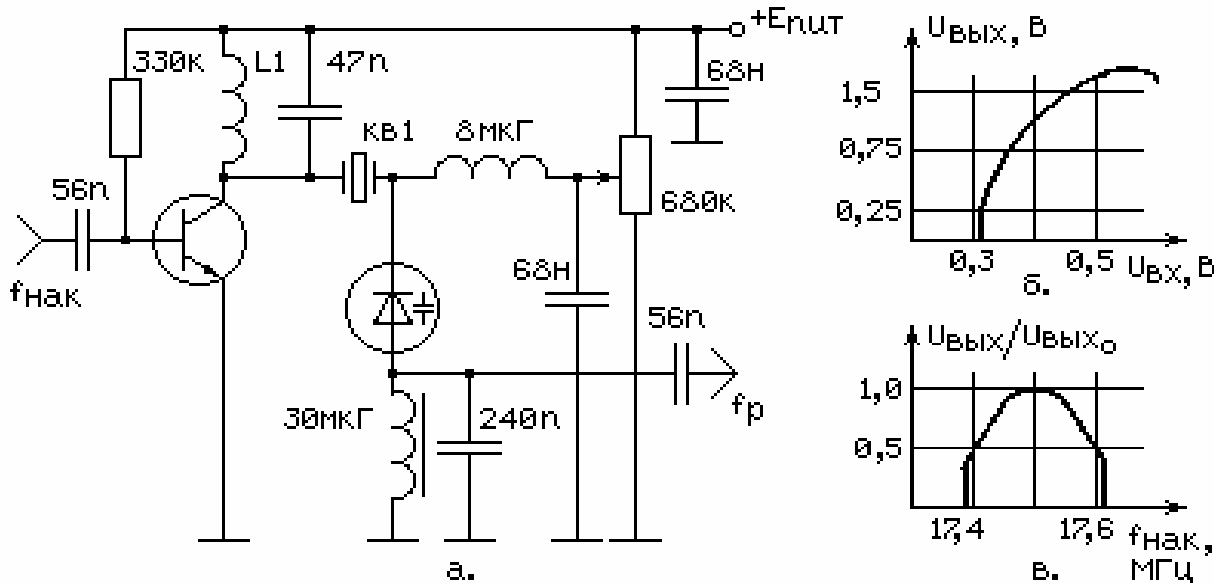 +Eпит
330к
L1
47п
68н
кв1
8мкГ
680к
56п
fнак
68н
56п
fр
30мкГ
240п
а.
Uвых, В
1,5
0,75
0,25
0,3
0,5
Uвх, В
б.
Uвых/Uвых₀
1,0
0,5
17,4
17,6
fнак,
МГц
в.